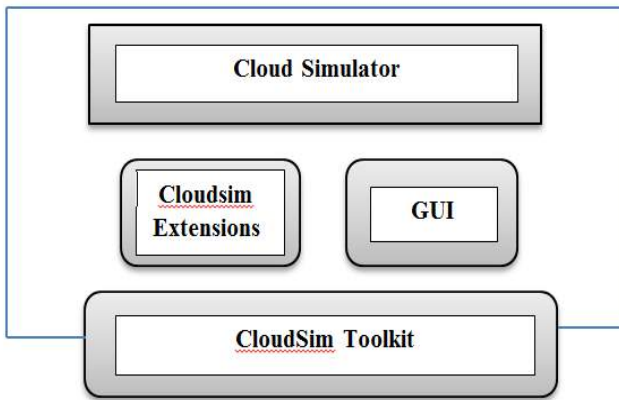 Cloud Simulator
Cloudsim
Extensions
GUI
CloudSim Toolkit